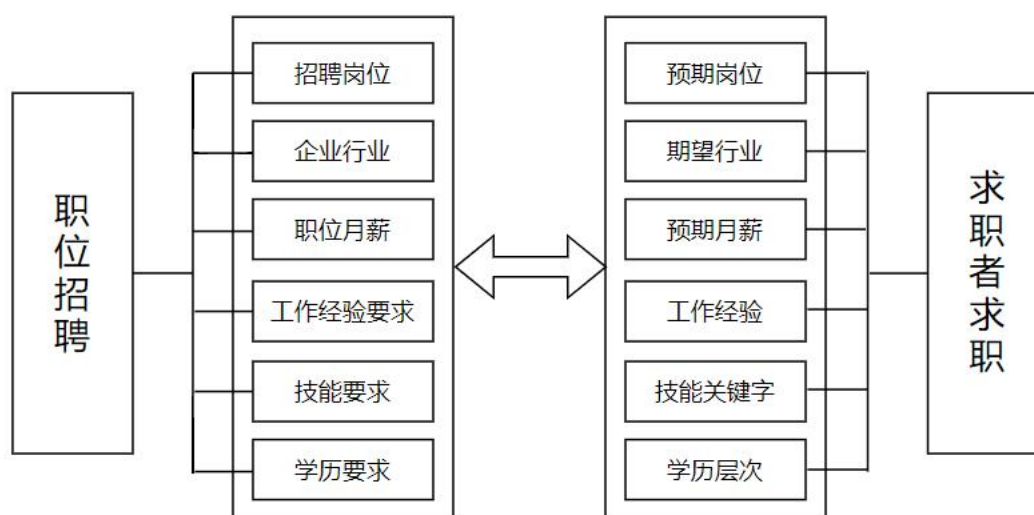 职位招聘
招聘岗位
企业行业
职位月薪
工作经验要求
技能要求
学历要求
预期岗位
期望行业
预期月薪
工作经验
技能关键字
学历层次
求职者求职